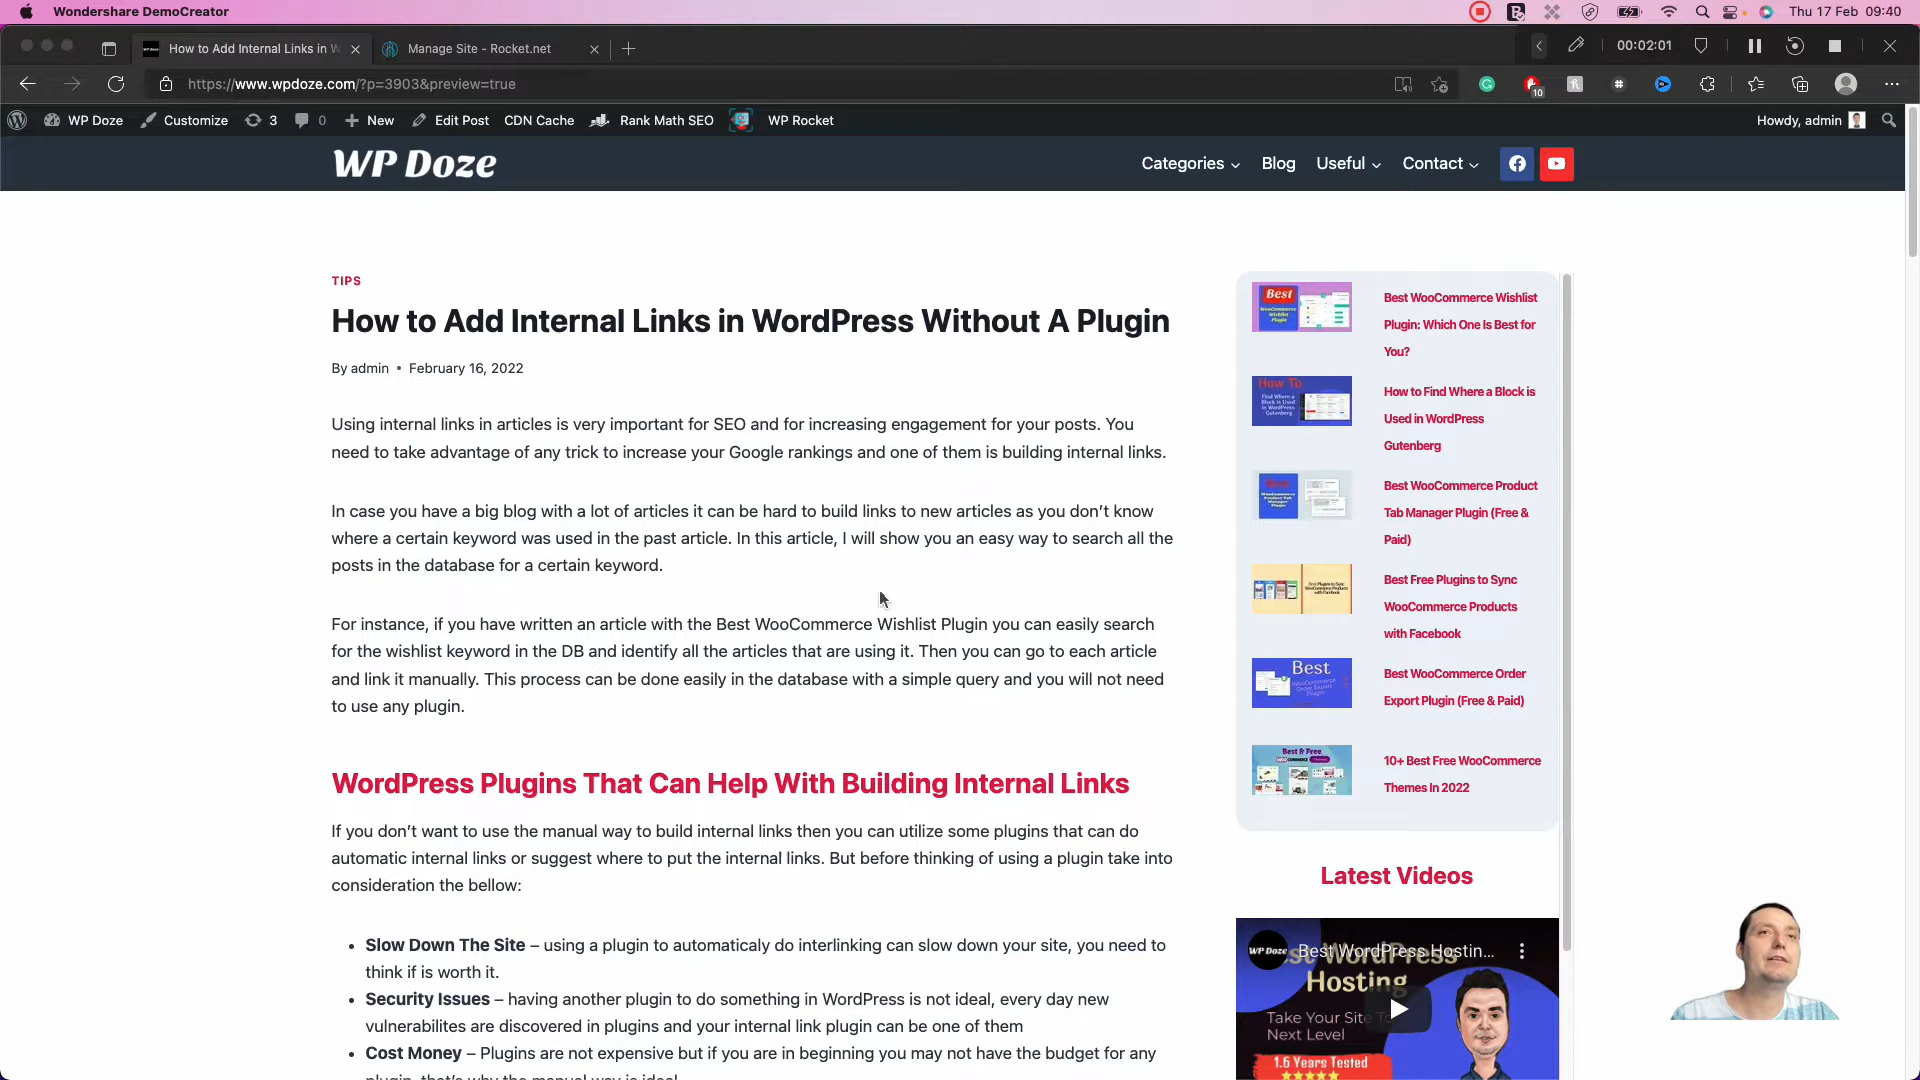 Wondershare DemoCreator
Thu 17 Feb 09:40
How to Add Internal Links in W
Manage Site - Rocket.net
00:02:01
https://www.wpdoze.com/?p=3903&preview=true
10
WP Doze
Customize
3
0
New
Edit Post
CDN Cache
Rank Math SEO
WP Rocket
Howdy, admin
WP Doze
Categories
Blog
Useful
Contact
TIPS
How to Add Internal Links in WordPress Without A Plugin
By admin • February 16, 2022
Using internal links in articles is very important for SEO and for increasing engagement for your posts. You
need to take advantage of any trick to increase your Google rankings and one of them is building internal links.
In case you have a big blog with a lot of articles it can be hard to build links to new articles as you don’t know
where a certain keyword was used in the past article. In this article, I will show you an easy way to search all the
posts in the database for a certain keyword.
For instance, if you have written an article with the Best WooCommerce Wishlist Plugin you can easily search
for the wishlist keyword in the DB and identify all the articles that are using it. Then you can go to each article
and link it manually. This process can be done easily in the database with a simple query and you will not need
to use any plugin.
WordPress Plugins That Can Help With Building Internal Links
If you don’t want to use the manual way to build internal links then you can utilize some plugins that can do
automatic internal links or suggest where to put the internal links. But before thinking of using a plugin take into
consideration the bellow:
• Slow Down The Site – using a plugin to automaticaly do interlinking can slow down your site, you need to
think if is worth it.
• Security Issues – having another plugin to do something in WordPress is not ideal, every day new
vulnerabilites are discovered in plugins and your internal link plugin can be one of them
• Cost Money – Plugins are not expensive but if you are in beginning you may not have the budget for any
plugin, that’s why the manual way is ideal
Best
Best WooCommerce Wishlist
Plugin: Which One Is Best for
You?
How To
Find Where a
Block is Used
in WordPress
Gutenberg
How to Find Where a Block is
Used in WordPress
Gutenberg
Best WooCommerce Product
Tab Manager Plugin (Free &
Paid)
Best Free Plugins to Sync
WooCommerce Products
with Facebook
Best
Best WooCommerce Order
Export Plugin (Free & Paid)
Best & Free
10+ Best Free WooCommerce
Themes In 2022
Latest Videos
WP Doze
Best WordPress Hostin...
Hosting
Take Your Site To
Next Level
1.6 Years Tested